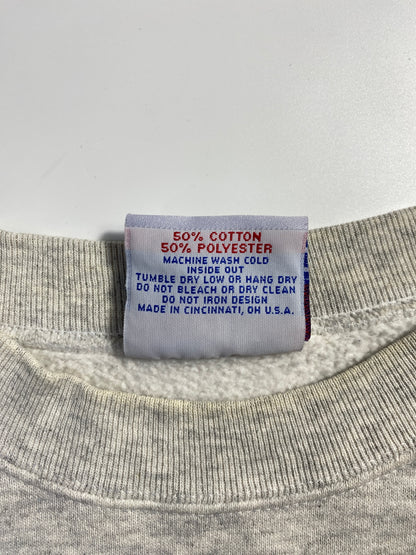 50% COTTON
50% POLYESTER
MACHINE WASH COLD
INSIDE OUT
TUMBLE DRY LOW OR HANG DRY
DO NOT BLEACH OR DRY CLEAN
DO NOT IRON DESIGN
MADE IN CINCINNATI, OH U.S.A.